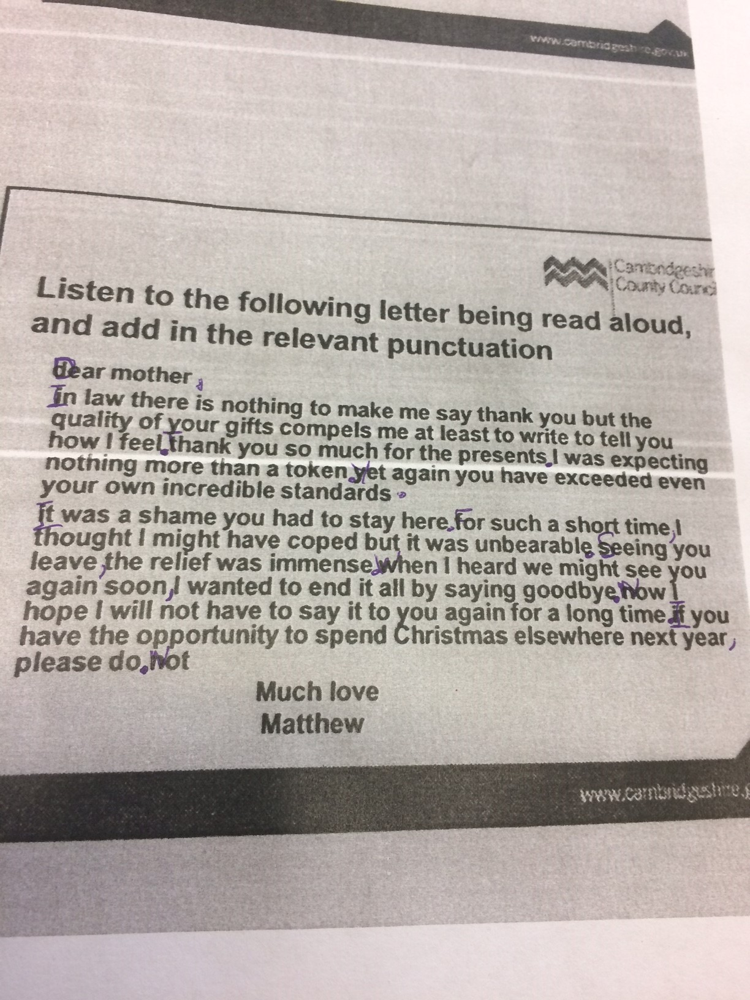 www.cambridgeshire.gov.uk
Cambridgeshir
County Counci
Listen to the following letter being read aloud,
and add in the relevant punctuation
Dear mother,
In law there is nothing to make me say thank you but the
quality of your gifts compels me at least to write to tell you
how I feel. Thank you so much for the presents. I was expecting
nothing more than a token. Yet again you have exceeded even
your own incredible standards.
It was a shame you had to stay here. For such a short time, I
thought I might have coped but it was unbearable. Seeing you
leave, the relief was immense. When I heard we might see you
again soon, I wanted to end it all by saying goodbye. Now I
hope I will not have to say it to you again for a long time. If you
have the opportunity to spend Christmas elsewhere next year,
please do. Not
Much love
Matthew
www.cambridgeshire.g